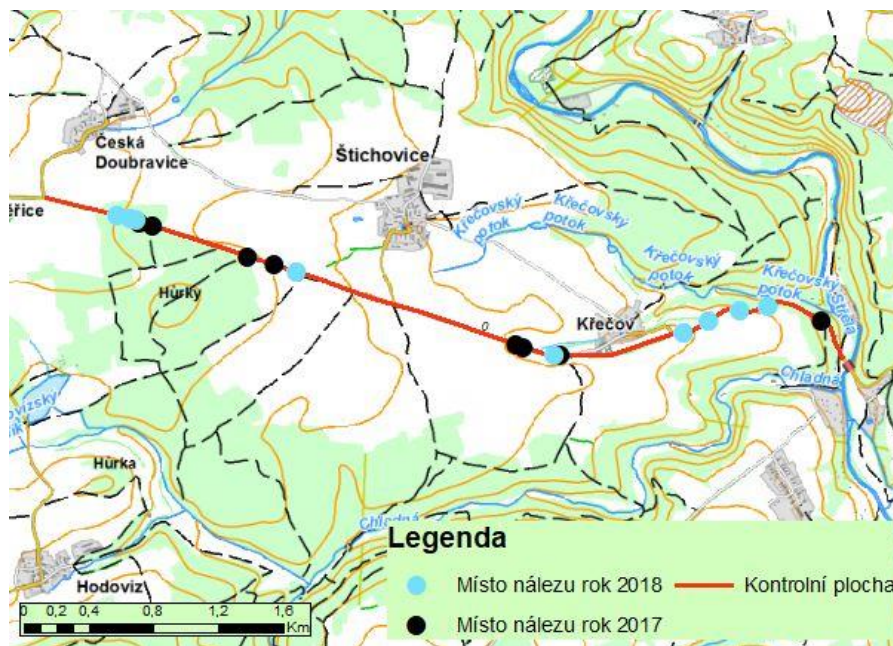 Česká
Doubravice
Štichovice
ěřice
Křečovský
potok
Křečovský
potok
Křečovský
potok
Křečovský
potok
Střela
Hůrky
0
Křečov
Chladná
Hůrka
Chladná
Hodoviz
Legenda
Místo nálezu rok 2018
Kontrolní plocha
Místo nálezu rok 2017
0 0,2 0,4 0,8 1,2 1,6
Km